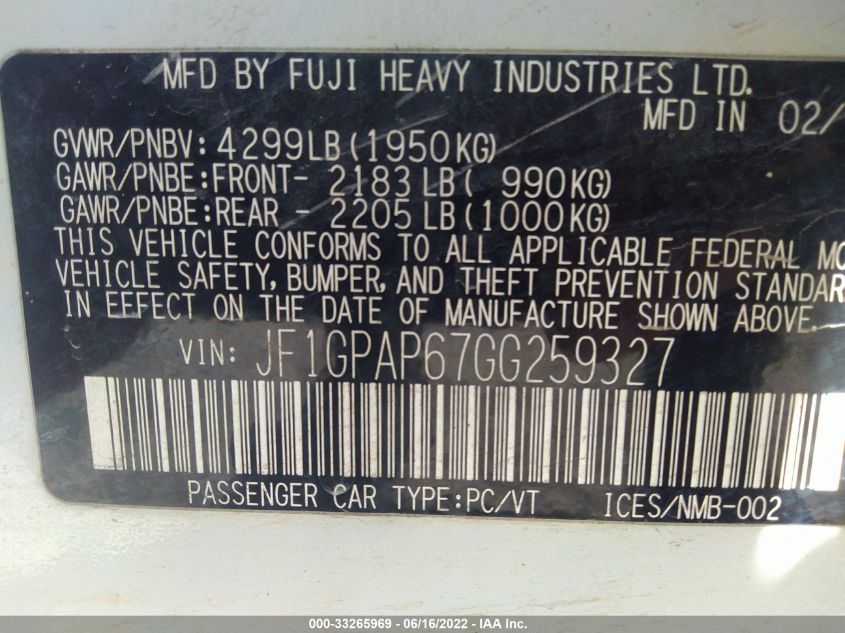 MFD BY FUJI HEAVY INDUSTRIES LTD.
MFD IN 02/
GVWR/PNBV: 4299LB(1950KG)
GAWR/PNBE:FRONT- 2183LB( 990KG)
GAWR/PNBE:REAR - 2205LB(1000KG)
THIS VEHICLE CONFORMS TO ALL APPLICABLE FEDERAL MO
VEHICLE SAFETY, BUMPER, AND THEFT PREVENTION STANDAR
IN EFFECT ON THE DATE OF MANUFACTURE SHOWN ABOVE.
VIN: JF1GPAP67GG259327
PASSENGER CAR TYPE:PC/VT ICES/NMB-002
000-33265969 - 06/16/2022 - IAA Inc.